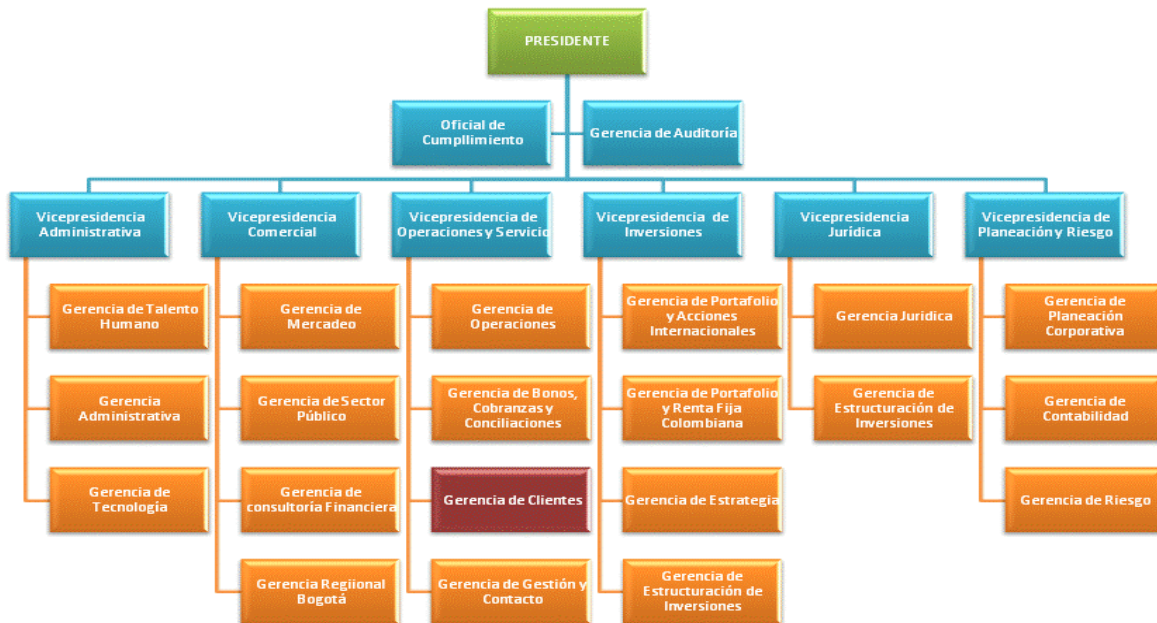 PRESIDENTE
Oficial de
Cumpllimiento
Gerencia de Auditoría
Vicepresidencia
Administrativa
Vicepresidencia
Comercial
Vicepresidencia de
Operaciones y Servicio
Vicepresidencia de
Inversiones
Vicepresidencia
Jurídica
Vicepresidencia de
Planeación y Riesgo
Gerencia de Talento
Humano
Gerencia de
Mercadeo
Gerencia de
Operaciones
Gerencia de Portafolio
y Acciones
Internacionales
Gerencia Juridica
Gerencia de
Planeación
Corporativa
Gerencia
Administrativa
Gerencia de Sector
Público
Gerencia de Bonos,
Cobranzas y
Conciliaciones
Gerencia de Portafolio
y Renta Fija
Colombiana
Gerencia de
Estructuración de
Inversiones
Gerencia de
Contabilidad
Gerencia de
Tecnología
Gerencia de
consultoría Financiera
Gerencia de Clientes
Gerencia de Estrategia
Gerencia de Riesgo
Gerencia Regiional
Bogotá
Gerencia de Gestión y
Contacto
Gerencia de
Estructuración de
Inversiones